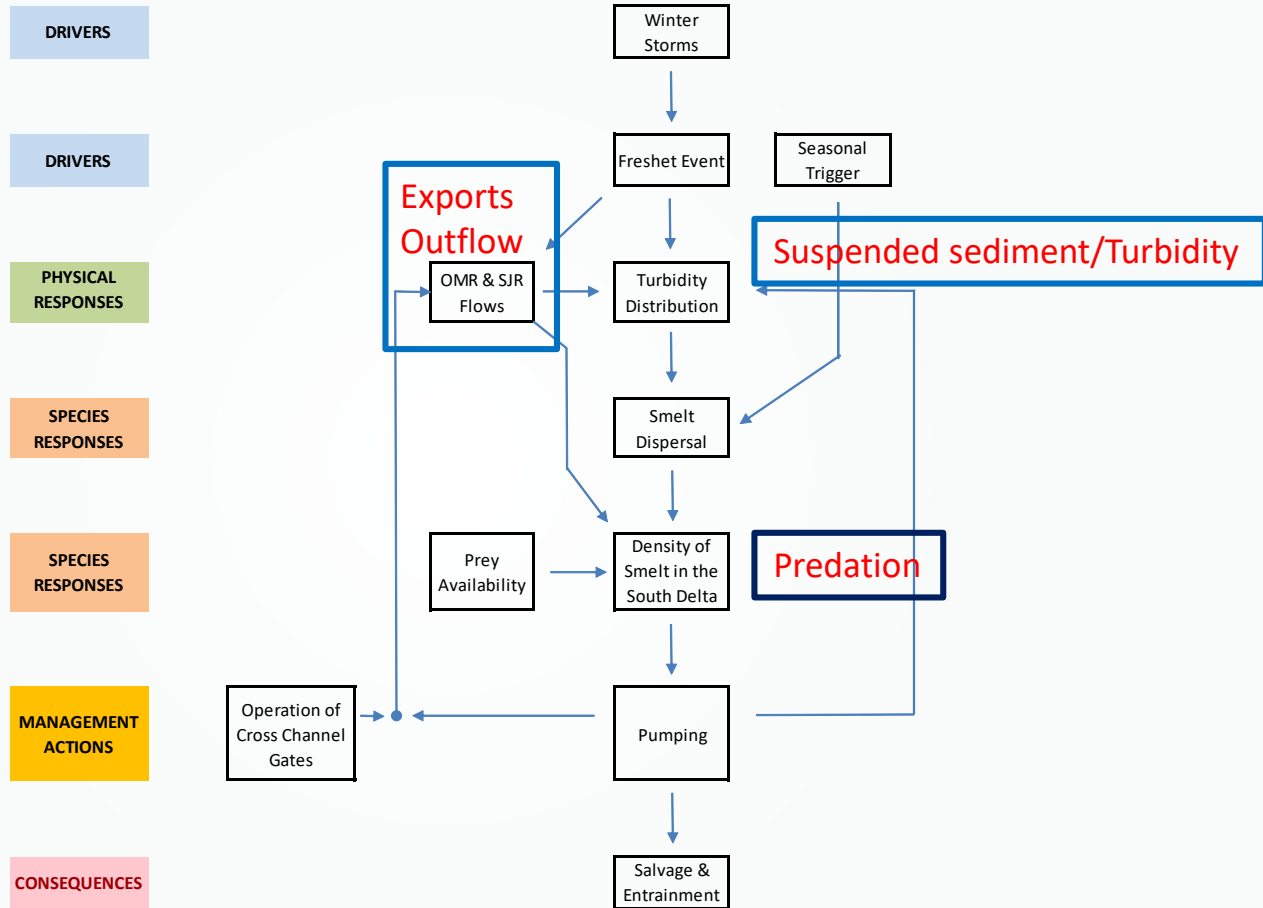 DRIVERS
Winter
Storms
DRIVERS
Freshet Event
Seasonal
Trigger
Exports
Outflow
Suspended sediment/Turbidity
PHYSICAL
RESPONSES
OMR & SJR
Flows
Turbidity
Distribution
SPECIES
RESPONSES
Smelt
Dispersal
SPECIES
RESPONSES
Prey
Availability
Density of
Smelt in the
South Delta
Predation
MANAGEMENT
ACTIONS
Operation of
Cross Channel
Gates
Pumping
CONSEQUENCES
Salvage &
Entrainment